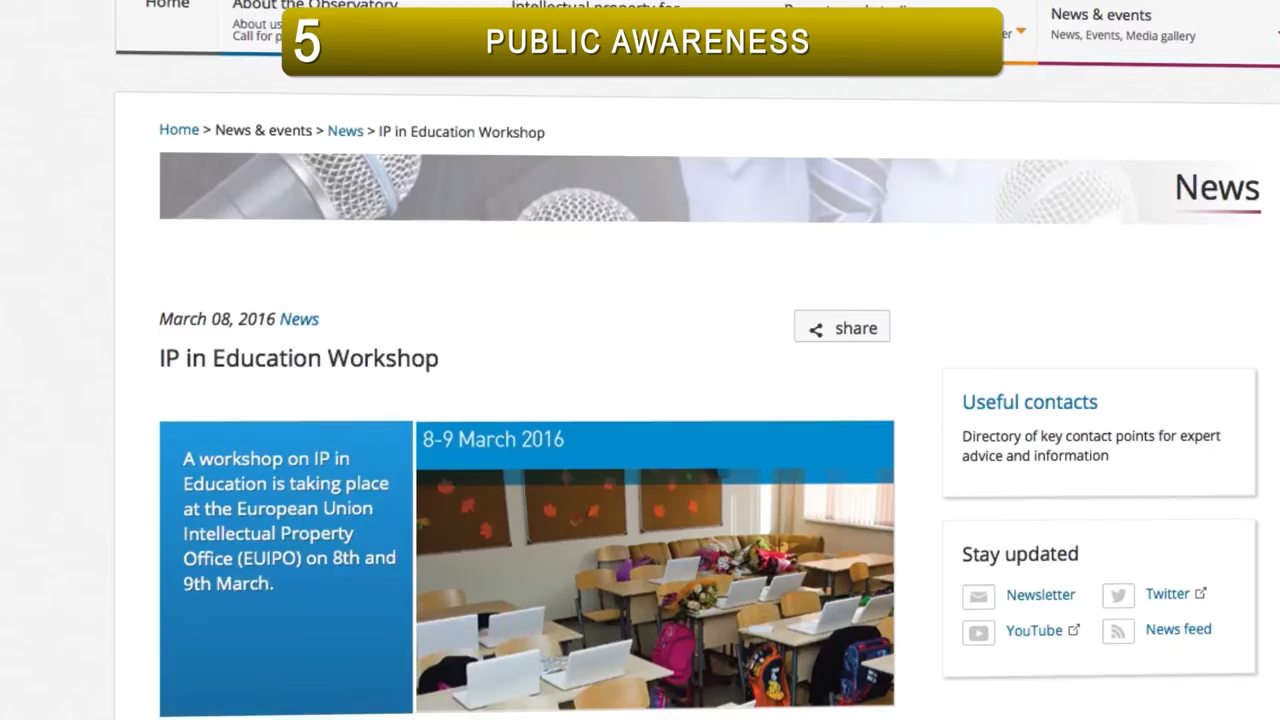 5 PUBLIC AWARENESS
Home
About the Observatory
About us
Call for
News & events
News, Events, Media gallery
Home > News & events > News > IP in Education Workshop
News
March 08, 2016 News
share
IP in Education Workshop
8-9 March 2016
A workshop on IP in
Education is taking place
at the European Union
Intellectual Property
Office (EUIPO) on 8th and
9th March.
Useful contacts
Directory of key contact points for expert
advice and information
Stay updated
Newsletter
Twitter
YouTube
News feed